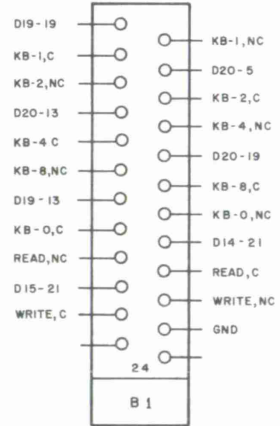 D19-19
KB-1,NC
KB-1,C
D20-5
KB-2,NC
KB-2,C
D20-13
KB-4,NC
KB-4 C
D20-19
KB-8,NC
KB-8,C
D19-13
KB-0,NC
KB-0,C
D14-21
READ,NC
READ,C
D15-21
WRITE,NC
WRITE,C
GND
24
B1